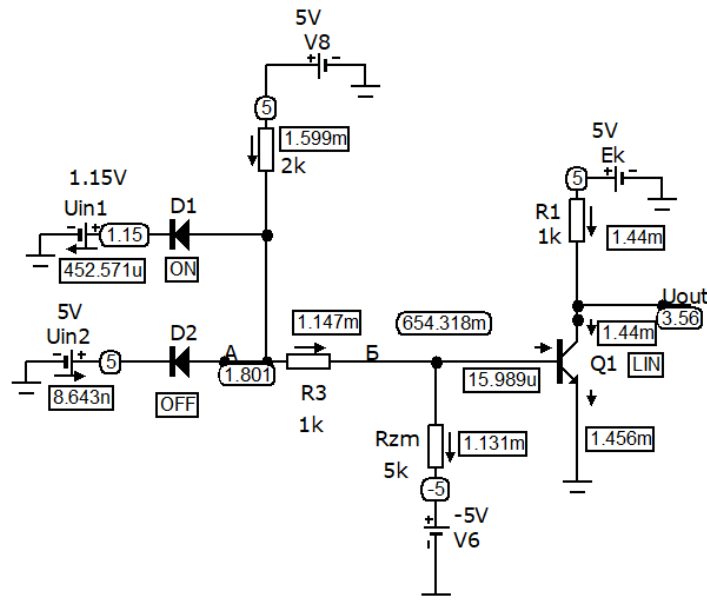 5V
V8
+ -
5
1.599m
2k
5V
Ek
+ -
5
R1
1k
1.44m
1.15V
Uin1
- +
1.15
D1
452.571u
ON
Uout
3.56
5V
Uin2
- +
5
D2
А
1.801
1.147m
654.318m
Б
1.44m
Q1
LIN
8.643n
OFF
R3
1k
15.989u
Rzm
5k
1.131m
1.456m
-5
+
-5V
V6
-